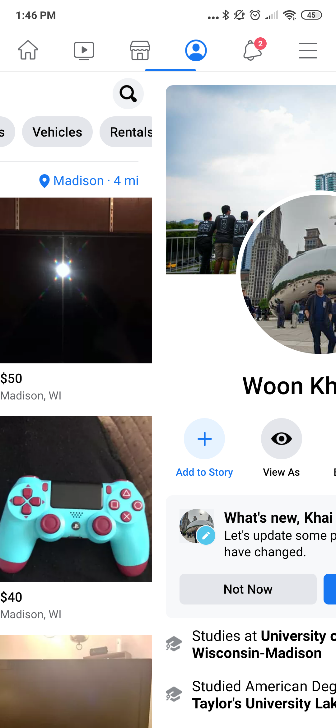 1:46 PM
45
2
s
Vehicles
Rentals
Madison · 4 mi
$50
Madison, WI
$40
Madison, WI
Woon Kh
Add to Story
View As
What's new, Khai
Let's update some p
have changed.
Not Now
Studies at University o
Wisconsin-Madison
Studied American Deg
Taylor's University Lak